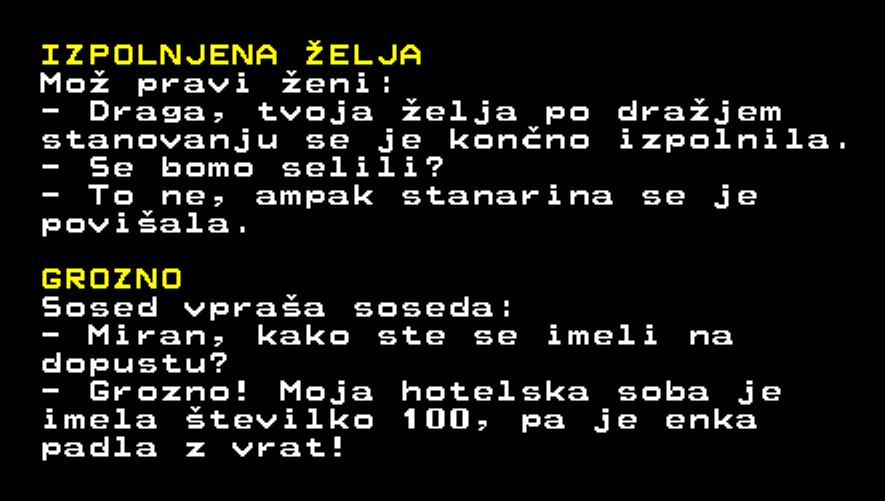 IZPOLNJENA ŽELJA
Mož pravi ženi:
- Draga, tvoja želja po dražjem
stanovanju se je končno izpolnila.
- Se bomo selili?
- To ne, ampak stanarina se je
povišala.
GROZNO
Sosed vpraša soseda:
- Miran, kako ste se imeli na
dopustu?
- Grozno! Moja hotelska soba je
imela številko 100, pa je enka
padla z vrat!